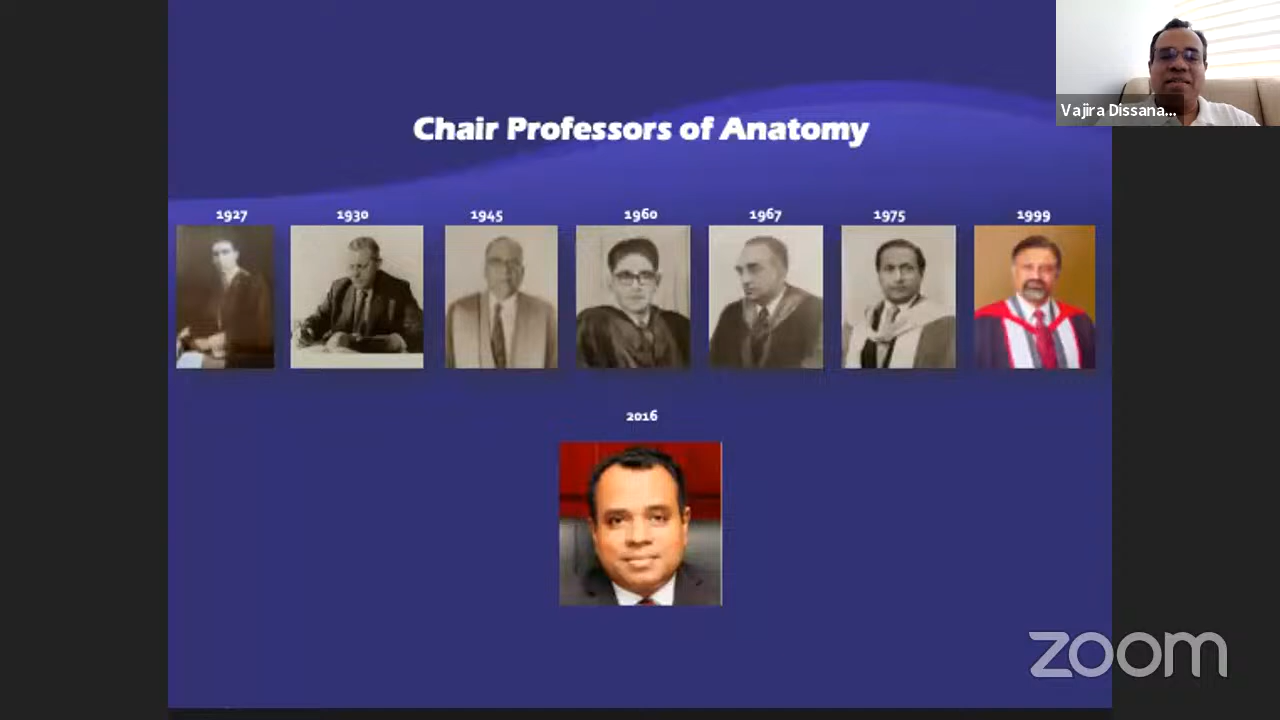 Vajira Dissana...
Chair Professors of Anatomy
1927 1930 1945 1960 1967 1975 1999
2016
zoom